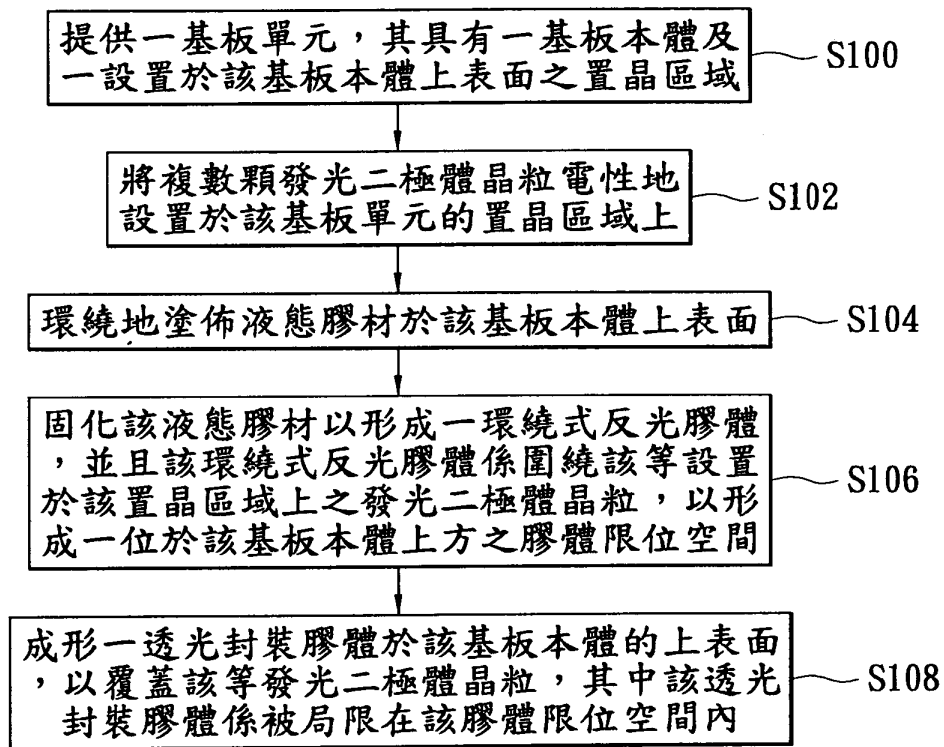 提供一基板單元，其具有一基板本體及
一設置於該基板本體上表面之置晶區域
S100
將複數顆發光二極體晶粒電性地
設置於該基板單元的置晶區域上
S102
環繞地塗佈液態膠材於該基板本體上表面
S104
固化該液態膠材以形成一環繞式反光膠體
，並且該環繞式反光膠體係圍繞該等設置
於該置晶區域上之發光二極體晶粒，以形
成一位於該基板本體上方之膠體限位空間
S106
成形一透光封裝膠體於該基板本體的上表面
，以覆蓋該等發光二極體晶粒，其中該透光
封裝膠體係被局限在該膠體限位空間內
S108